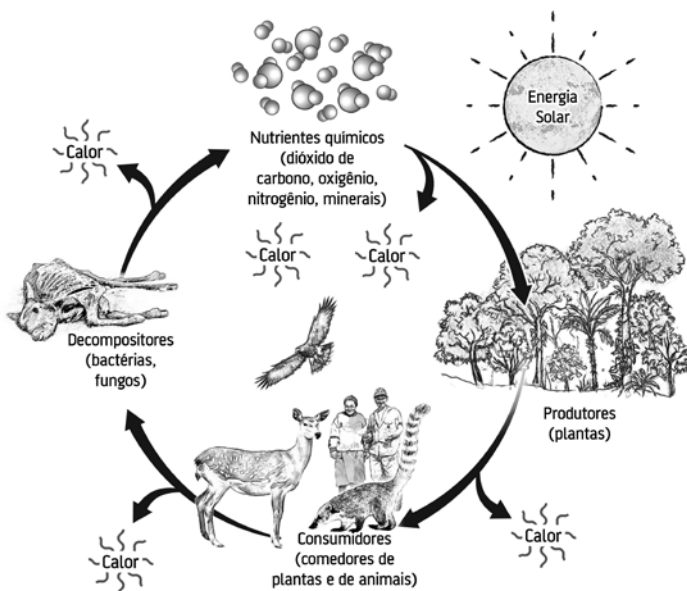 Energia
Solar
Nutrientes químicos
(dióxido de
carbono, oxigênio,
nitrogênio, minerais)
Calor
Calor
Calor
Decompositores
(bactérias,
fungos)
Produtores
(plantas)
Consumidores
(comedores de
plantas e de animais)
Calor
Calor